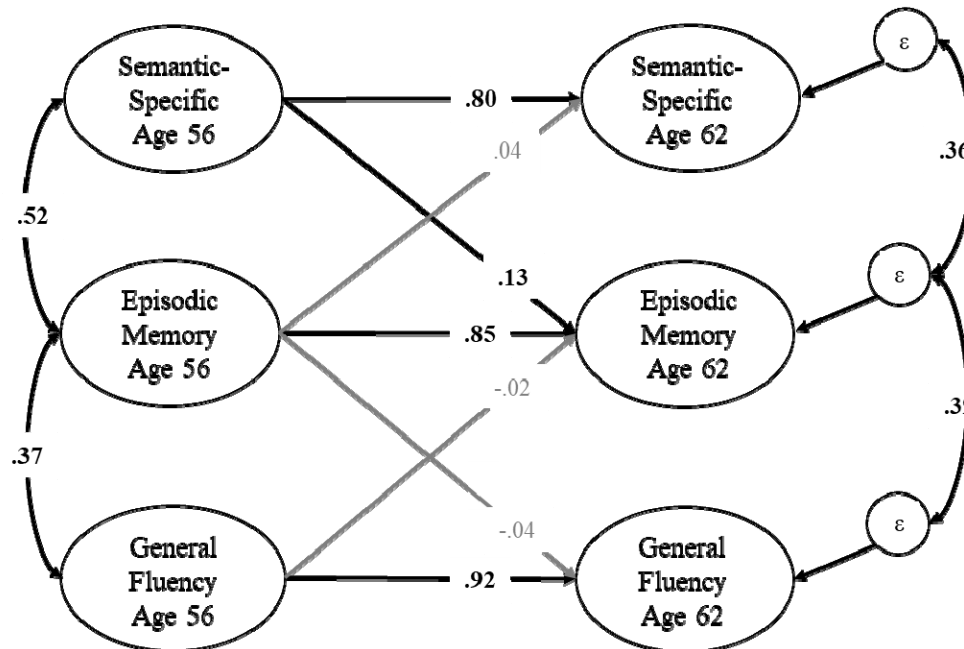 Semantic-
Specific
Age 56
Semantic-
Specific
Age 62
ε
.80
.04
.36
.52
.13
Episodic
Memory
Age 56
Episodic
Memory
Age 62
ε
.85
-.02
.37
-.04
General
Fluency
Age 56
General
Fluency
Age 62
ε
.92